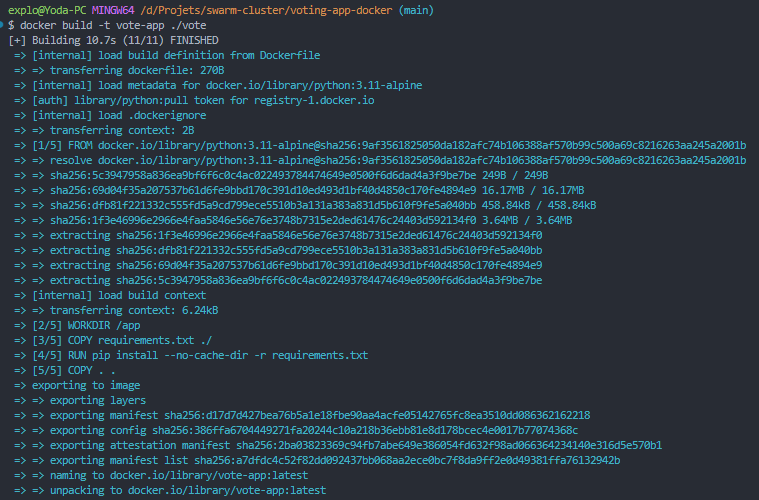 explo@Yoda-PC MINGW64 /d/Projets/swarm-cluster/voting-app-docker (main)
$ docker build -t vote-app ./vote
[+] Building 10.7s (11/11) FINISHED
=> [internal] load build definition from Dockerfile
=> => transferring dockerfile: 270B
=> [internal] load metadata for docker.io/library/python:3.11-alpine
=> [auth] library/python:pull token for registry-1.docker.io
=> [internal] load .dockerignore
=> => transferring context: 2B
=> [1/5] FROM docker.io/library/python:3.11-alpine@sha256:9af3561825050da182afc74b106388af570b99c500a69c8216263aa245a2001b
=> => resolve docker.io/library/python:3.11-alpine@sha256:9af3561825050da182afc74b106388af570b99c500a69c8216263aa245a2001b
=> => sha256:5c3947958a836ea9bf6f6c0c4ac022493784474649e0500f6d6dad4a3f9be7be 249B / 249B
=> => sha256:69d04f35a207537b61d6fe9bbd170c391d10ed493d1bf40d4850c170fe4894e9 16.17MB / 16.17MB
=> => sha256:dfb81f221332c555fd5a9cd799ece5510b3a131a383a831d5b610f9fe5a040bb 458.84kB / 458.84kB
=> => sha256:1f3e46996e2966e4faa5846e56e76e3748b7315e2ded61476c24403d592134f0 3.64MB / 3.64MB
=> => extracting sha256:1f3e46996e2966e4faa5846e56e76e3748b7315e2ded61476c24403d592134f0
=> => extracting sha256:dfb81f221332c555fd5a9cd799ece5510b3a131a383a831d5b610f9fe5a040bb
=> => extracting sha256:69d04f35a207537b61d6fe9bbd170c391d10ed493d1bf40d4850c170fe4894e9
=> => extracting sha256:5c3947958a836ea9bf6f6c0c4ac022493784474649e0500f6d6dad4a3f9be7be
=> [internal] load build context
=> => transferring context: 6.24kB
=> [2/5] WORKDIR /app
=> [3/5] COPY requirements.txt ./
=> [4/5] RUN pip install --no-cache-dir -r requirements.txt
=> [5/5] COPY . .
=> exporting to image
=> => exporting layers
=> => exporting manifest sha256:d17d7d427bea76b5a1e18fbe90aa4acfe05142765fc8ea3510dd086362162218
=> => exporting config sha256:386ffa6704449271fa20244c10a218b36ebb81e8d178bcec4e0017b77074368c
=> => exporting attestation manifest sha256:2ba03823369c94fb7abe649e386054fd632f98ad066364234140e316d5e570b1
=> => exporting manifest list sha256:a7dfdc4c52f82dd092437bb068aa2ece0bc7f8da9ff2e0d49381ffa76132942b
=> => naming to docker.io/library/vote-app:latest
=> => unpacking to docker.io/library/vote-app:latest